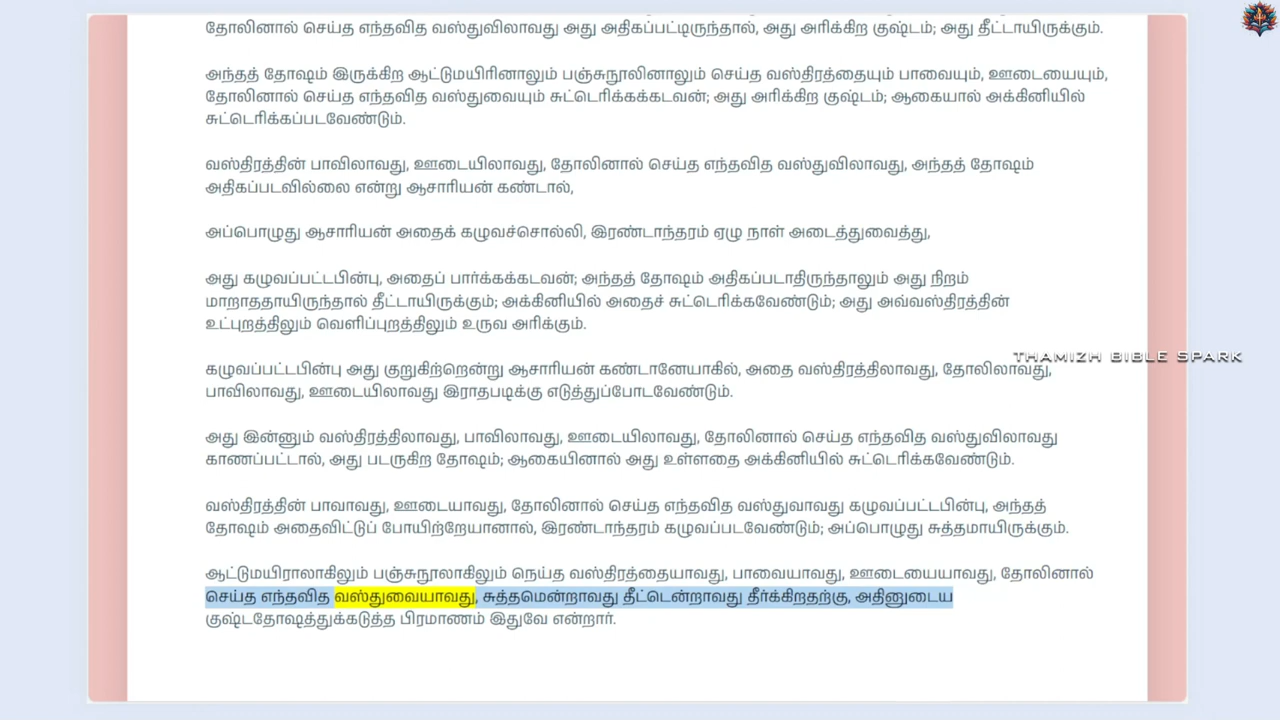 தோலினால் செய்த எந்தவித வஸ்துவிலாவது அது அதிகப்பட்டிருந்தால், அது அரிக்கிற குஷ்டம்; அது தீட்டாயிருக்கும்.
அந்தத் தோஷம் இருக்கிற ஆட்டுமயிரினாலும் பஞ்சுநூலினாலும் செய்த வஸ்திரத்தையும் பாவையும், ஊடையையும்,
தோலினால் செய்த எந்தவித வஸ்துவையும் சுட்டெரிக்கக்கடவன்; அது அரிக்கிற குஷ்டம்; ஆகையால் அக்கினியில்
சுட்டெரிக்கப்படவேண்டும்.
வஸ்திரத்தின் பாவிலாவது, ஊடையிலாவது, தோலினால் செய்த எந்தவித வஸ்துவிலாவது, அந்தத் தோஷம்
அதிகப்படவில்லை என்று ஆசாரியன் கண்டால்,
அப்பொழுது ஆசாரியன் அதைக் கழுவச்சொல்லி, இரண்டாந்தரம் ஏழு நாள் அடைத்துவைத்து,
அது கழுவப்பட்டபின்பு, அதைப் பார்க்கக்கடவன்; அந்தத் தோஷம் அதிகப்படாதிருந்தாலும் அது நிறம்
மாறாததாயிருந்தால் தீட்டாயிருக்கும்; அக்கினியில் அதைச் சுட்டெரிக்கவேண்டும்; அது அவ்வஸ்திரத்தின்
உட்புறத்திலும் வெளிப்புறத்திலும் உருவ அரிக்கும்.
THAMIZH BIBLE SPARK
கழுவப்பட்டபின்பு அது குறுகிற்றென்று ஆசாரியன் கண்டானேயாகில், அதை வஸ்திரத்திலாவது, தோலிலாவது,
பாவிலாவது, ஊடையிலாவது இராதபடிக்கு எடுத்துப்போடவேண்டும்.
அது இன்னும் வஸ்திரத்திலாவது, பாவிலாவது, ஊடையிலாவது, தோலினால் செய்த எந்தவித வஸ்துவிலாவது
காணப்பட்டால், அது படருகிற தோஷம்; ஆகையினால் அது உள்ளதை அக்கினியில் சுட்டெரிக்கவேண்டும்.
வஸ்திரத்தின் பாவாவது, ஊடையாவது, தோலினால் செய்த எந்தவித வஸ்துவாவது கழுவப்பட்டபின்பு, அந்தத்
தோஷம் அதைவிட்டுப் போயிற்றேயானால், இரண்டாந்தரம் கழுவப்படவேண்டும்; அப்பொழுது சுத்தமாயிருக்கும்.
ஆட்டுமயிராலாகிலும் பஞ்சுநூலாகிலும் நெய்த வஸ்திரத்தையாவது, பாவையாவது, ஊடையையாவது, தோலினால்
செய்த எந்தவித வஸ்துவையாவது, சுத்தமென்றாவது தீட்டென்றாவது தீர்க்கிறதற்கு, அதினுடைய
குஷ்டதோஷத்துக்கடுத்த பிரமாணம் இதுவே என்றார்.